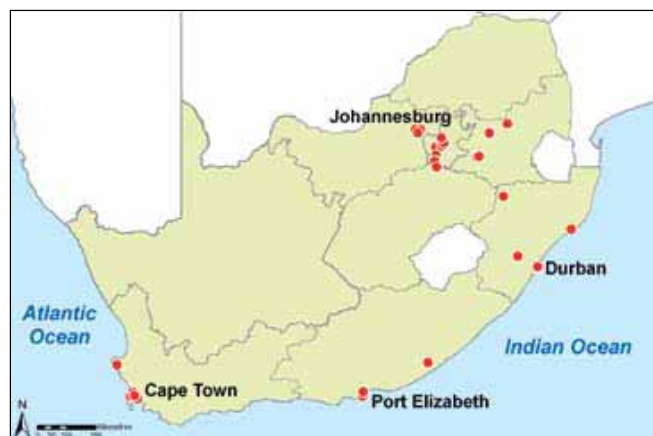 Johannesburg
Durban
Atlantic
Ocean
Indian Ocean
Cape Town
Port Elizabeth
N